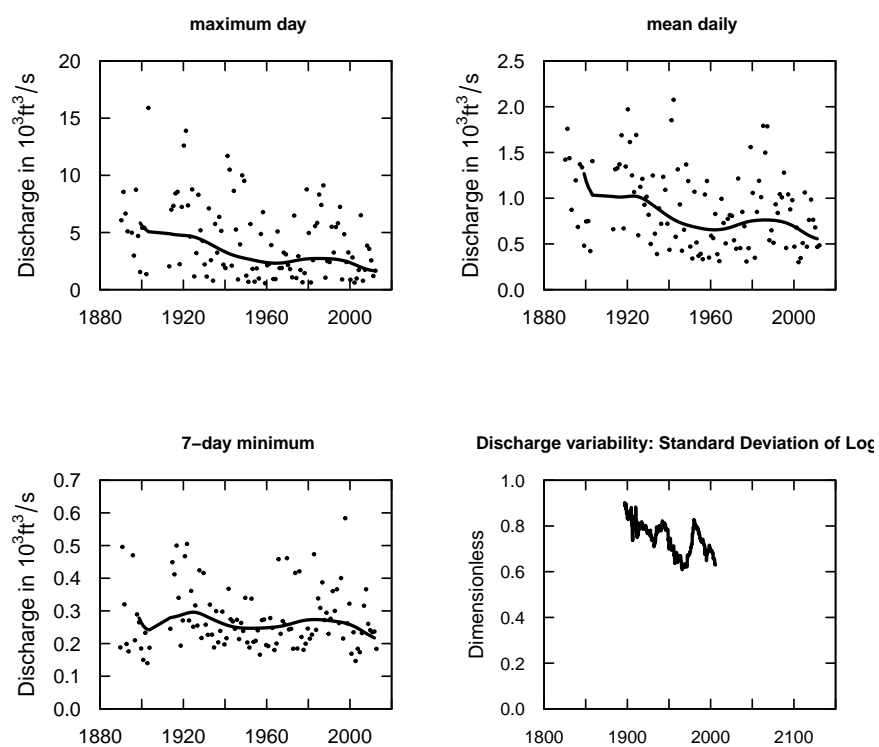 maximum day
Discharge in 10³ft³/s
20
15
10
5
0
1880 1920 1960 2000
mean daily
Discharge in 10³ft³/s
2.5
2.0
1.5
1.0
0.5
0.0
1880 1920 1960 2000
7−day minimum
Discharge in 10³ft³/s
0.7
0.6
0.5
0.4
0.3
0.2
0.1
0.0
1880 1920 1960 2000
Discharge variability: Standard Deviation of Log
Dimensionless
1.0
0.8
0.6
0.4
0.2
0.0
1800 1900 2000 2100